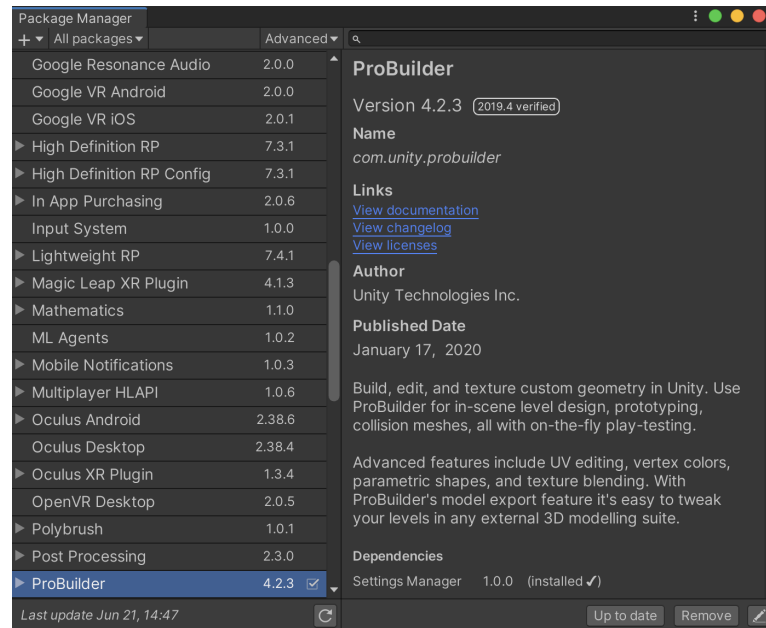 Package Manager
+ All packages Advanced
Google Resonance Audio 2.0.0
Google VR Android 2.0.0
Google VR iOS 2.0.1
High Definition RP 7.3.1
High Definition RP Config 7.3.1
In App Purchasing 2.0.6
Input System 1.0.0
Lightweight RP 7.4.1
Magic Leap XR Plugin 4.1.3
Mathematics 1.1.0
ML Agents 1.0.2
Mobile Notifications 1.0.3
Multiplayer HLAPI 1.0.6
Oculus Android 2.38.6
Oculus Desktop 2.38.4
Oculus XR Plugin 1.3.4
OpenVR Desktop 2.0.5
Polybrush 1.0.1
Post Processing 2.3.0
ProBuilder 4.2.3
Last update Jun 21, 14:47
ProBuilder
Version 4.2.3 2019.4 verified
Name
com.unity.probuilder
Links
View documentation
View changelog
View licenses
Author
Unity Technologies Inc.
Published Date
January 17, 2020
Build, edit, and texture custom geometry in Unity. Use
ProBuilder for in-scene level design, prototyping,
collision meshes, all with on-the-fly play-testing.
Advanced features include UV editing, vertex colors,
parametric shapes, and texture blending. With
ProBuilder's model export feature it's easy to tweak
your levels in any external 3D modelling suite.
Dependencies
Settings Manager 1.0.0 (installed ✓)
Up to date Remove